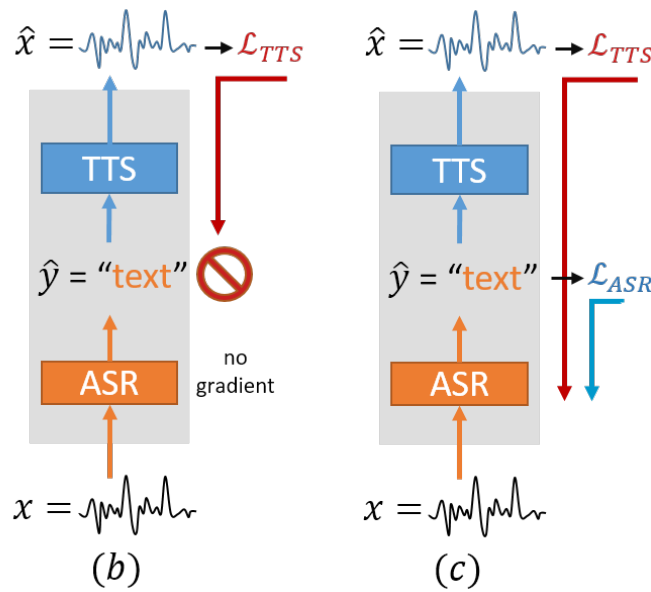 x̂ = → ℒ_TTS
TTS
ŷ = “text”
no
gradient
ASR
x =
(b)
x̂ = → ℒ_TTS
TTS
ŷ = “text” → ℒ_ASR
ASR
x =
(c)